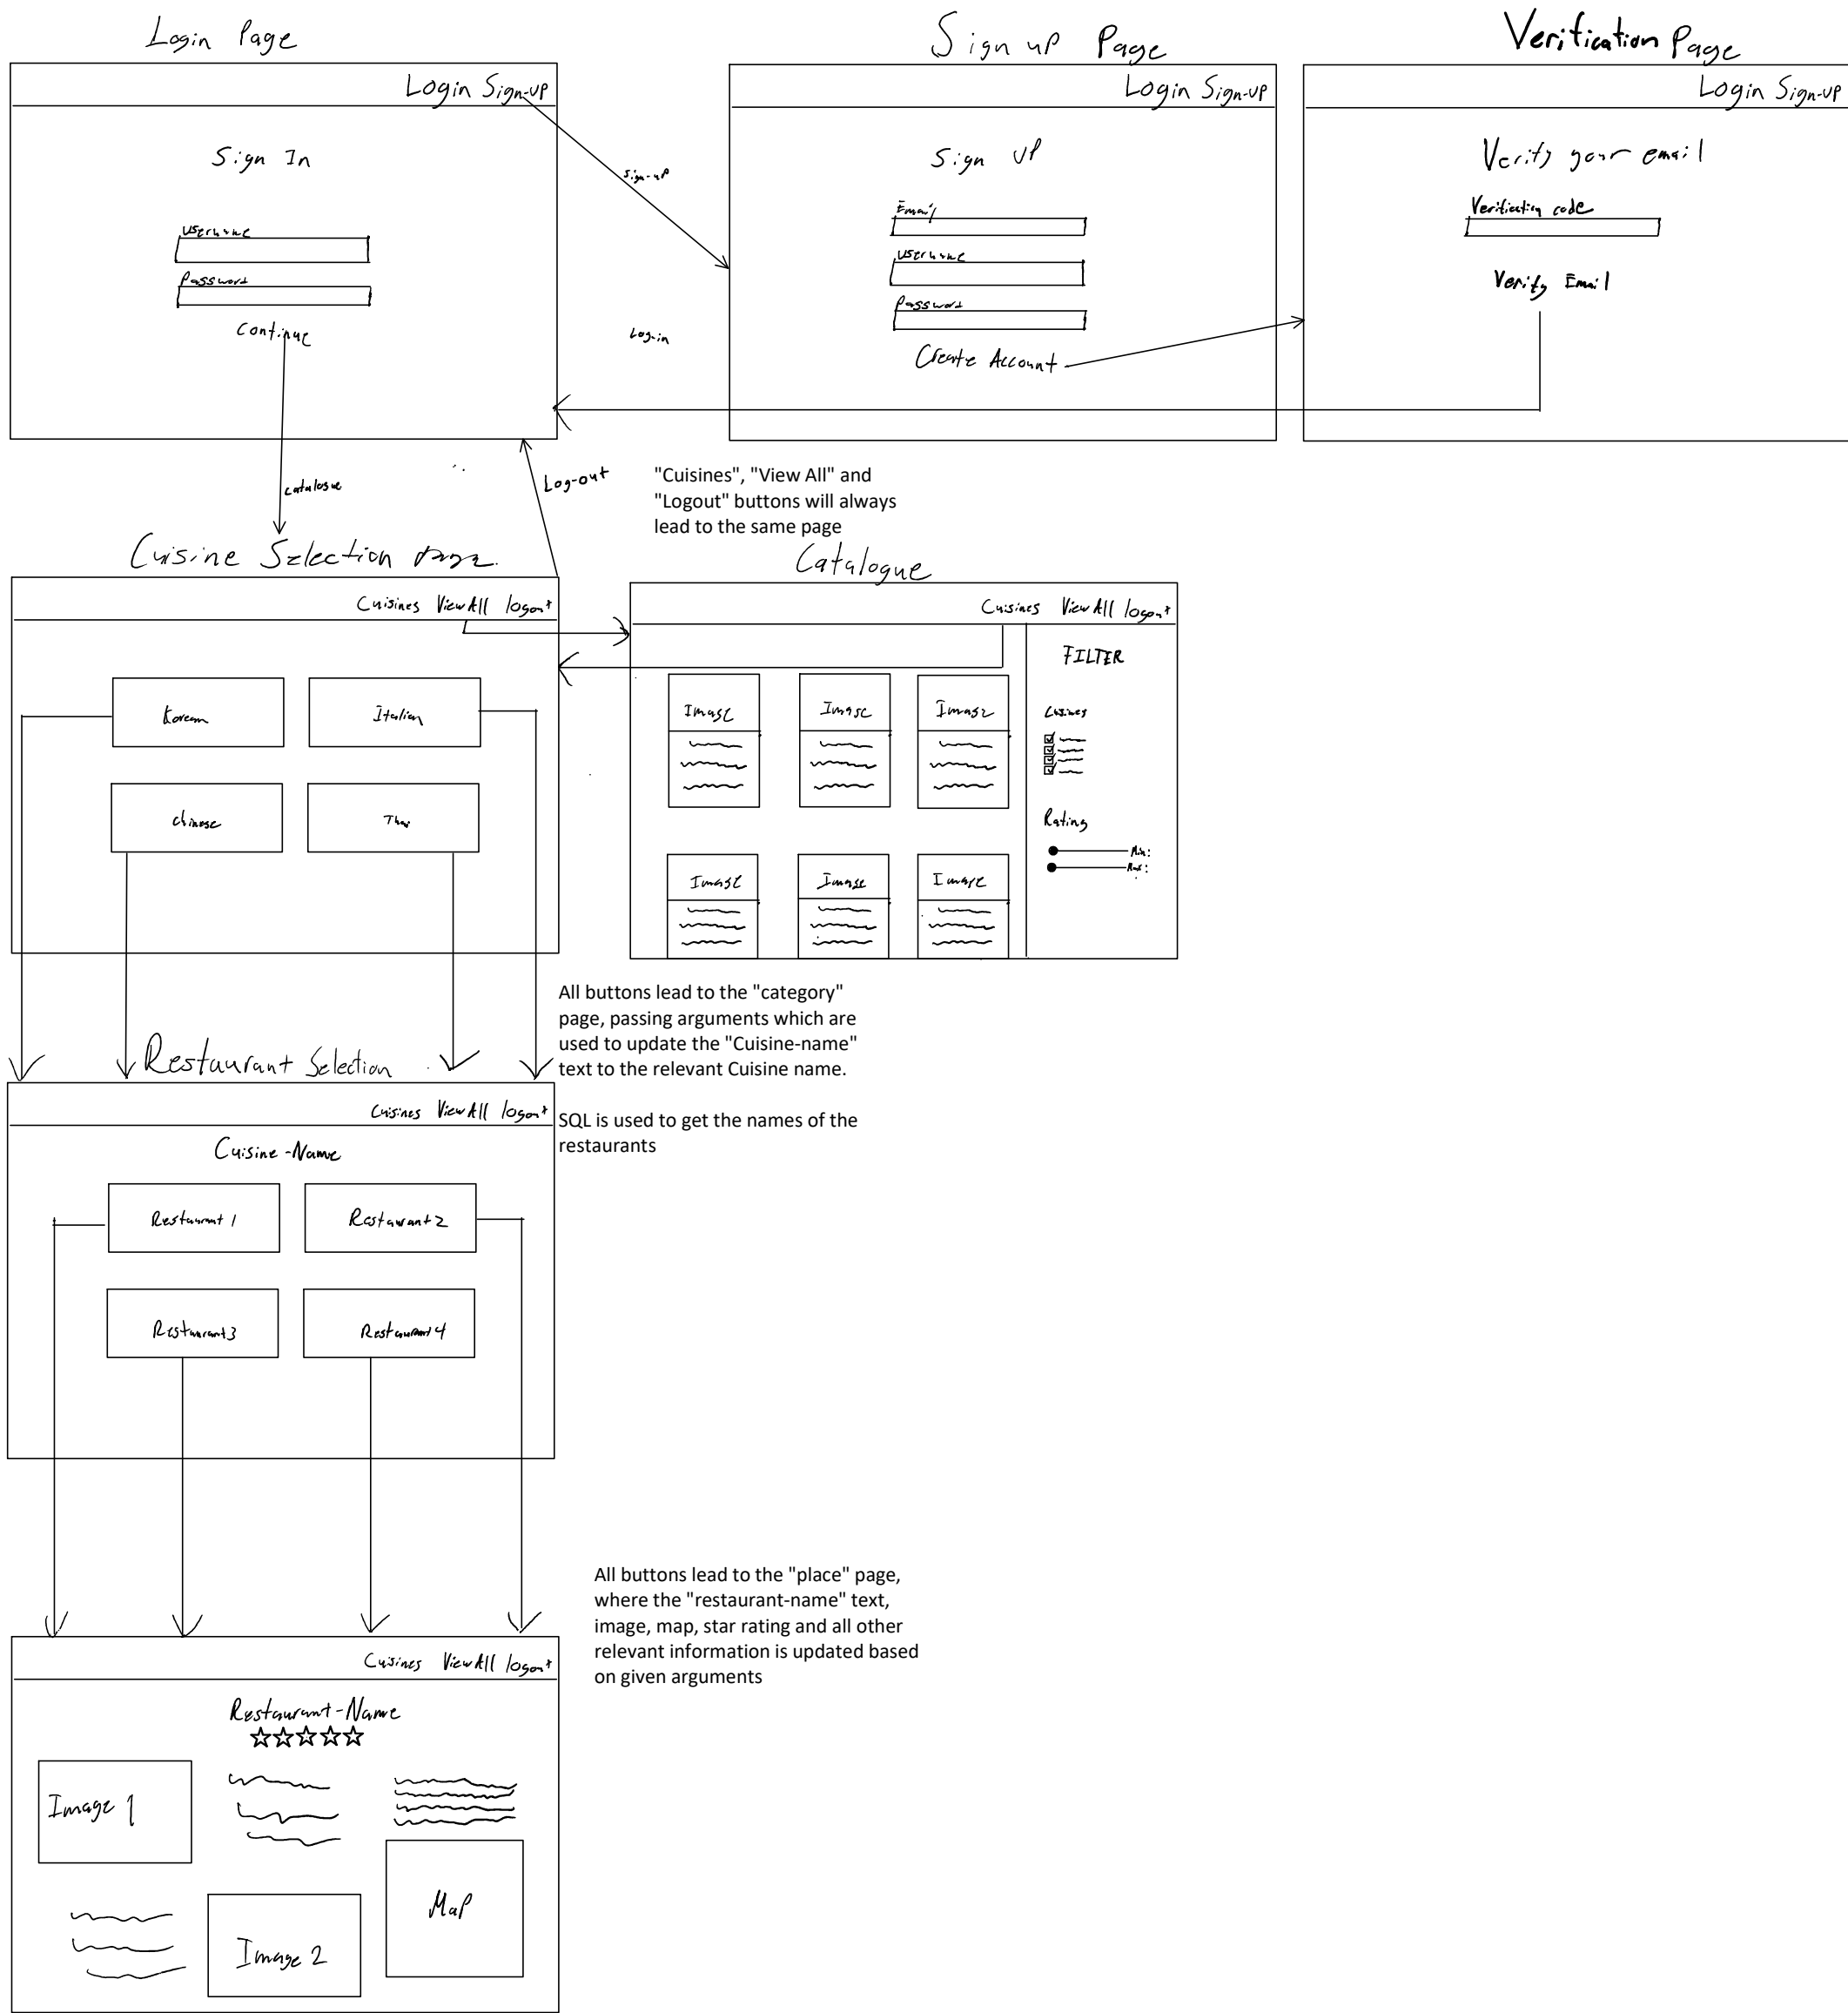 Login Page
Login Sign-up
Sign In
Username
Password
Continue
Sign-up
Log-in
Sign up Page
Login Sign-up
Sign up
Email
Username
Password
Create Account
Verification Page
Login Sign-up
Verify your email
Verification code
Verify Email
catalogue
Log-out
"Cuisines", "View All" and
"Logout" buttons will always
lead to the same page
Cuisine Selection page.
Cuisines View All logout
Korean
Italian
Chinese
Thai
Catalogue
Cuisines View All logout
FILTER
Cuisines
Rating
Min:
Max:
Image
Image
Image
Image
Image
Image
All buttons lead to the "category"
page, passing arguments which are
used to update the "Cuisine-name"
text to the relevant Cuisine name.
SQL is used to get the names of the
restaurants
Restaurant Selection
Cuisines View All logout
Cuisine-Name
Restaurant 1
Restaurant 2
Restaurant 3
Restaurant 4
All buttons lead to the "place" page,
where the "restaurant-name" text,
image, map, star rating and all other
relevant information is updated based
on given arguments
Cuisines View All logout
Restaurant-Name
Image 1
Image 2
Map